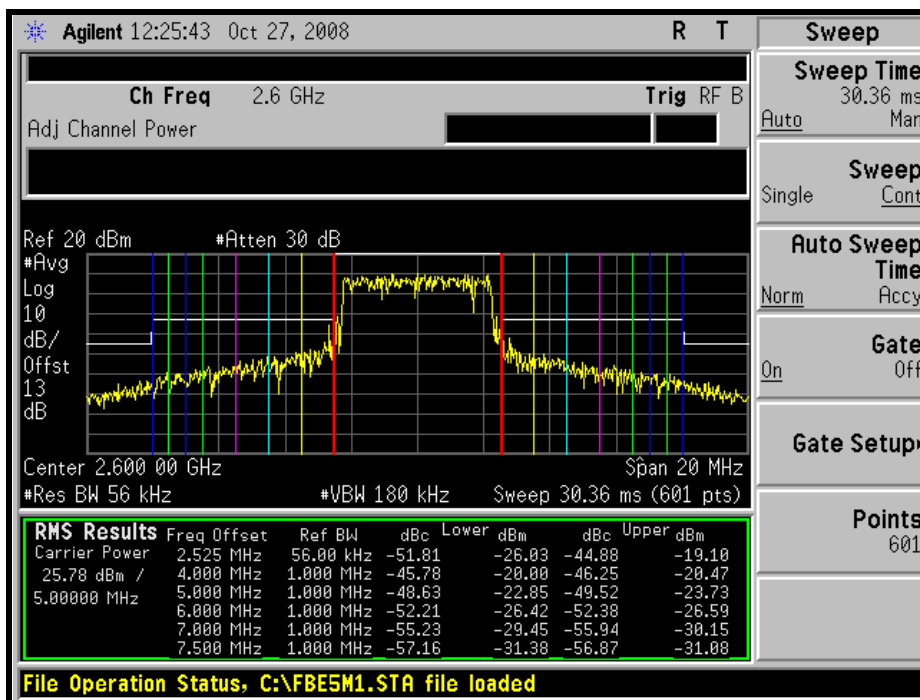 Agilent 12:25:43 Oct 27, 2008 R T
Ch Freq 2.6 GHz Trig RF B
Adj Channel Power
Ref 20 dBm #Atten 30 dB
#Avg
Log
10
dB/
Offst
13
dB
Center 2.600 00 GHz Span 20 MHz
#Res BW 56 kHz #VBW 180 kHz Sweep 30.36 ms (601 pts)
RMS Results Freq Offset Ref BW dBc Lower dBm dBc Upper dBm
Carrier Power 2.525 MHz 56.00 kHz -51.81 -26.03 -44.88 -19.10
25.78 dBm / 4.000 MHz 1.000 MHz -45.78 -20.00 -46.25 -20.47
5.00000 MHz 5.000 MHz 1.000 MHz -48.63 -22.85 -49.52 -23.73
6.000 MHz 1.000 MHz -52.21 -26.42 -52.38 -26.59
7.000 MHz 1.000 MHz -55.23 -29.45 -55.94 -30.15
7.500 MHz 1.000 MHz -57.16 -31.38 -56.87 -31.08
File Operation Status, C:\FBE5M1.STA file loaded
Sweep
Sweep Time
30.36 ms
Auto Man
Sweep
Single Cont
Auto Sweep
Time
Norm Accy
Gate
On Off
Gate Setup
Points
601